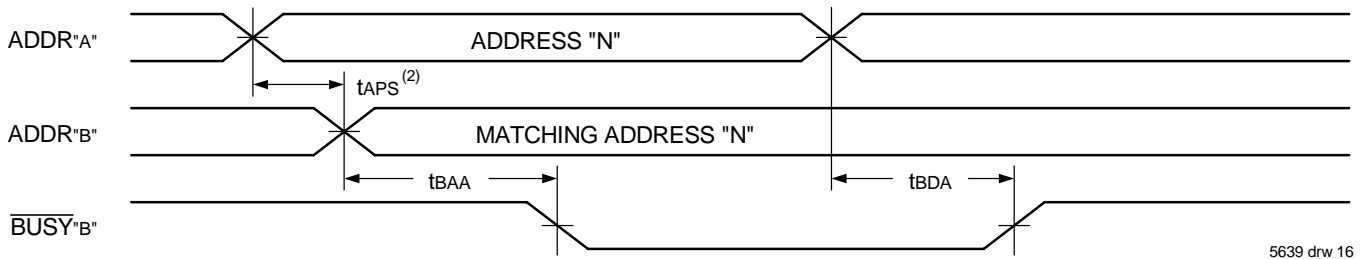 ADDR"A"
ADDRESS "N"
tAPS(2)
ADDR"B"
MATCHING ADDRESS "N"
tBAA
tBDA
BUSY"B"
5639 drw 16